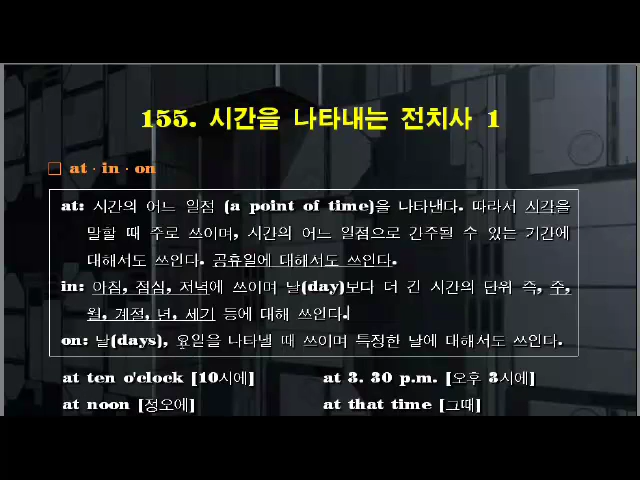 155. 시간을 나타내는 전치사 1
□ at · in · on
at: 시간의 어느 일점 (a point of time)을 나타낸다. 따라서 시각을
말할 때 주로 쓰이며, 시간의 어느 일점으로 간주될 수 있는 기간에
대해서도 쓰인다. 공휴일에 대해서도 쓰인다.
in: 아침, 점심, 저녁에 쓰이며 날(day)보다 더 긴 시간의 단위 즉, 주,
월, 계절, 년, 세기 등에 대해 쓰인다.
on: 날(days), 요일을 나타낼 때 쓰이며 특정한 날에 대해서도 쓰인다.
at ten o'clock [10시에]
at 3. 30 p.m. [오후 3시에]
at noon [정오에]
at that time [그때]